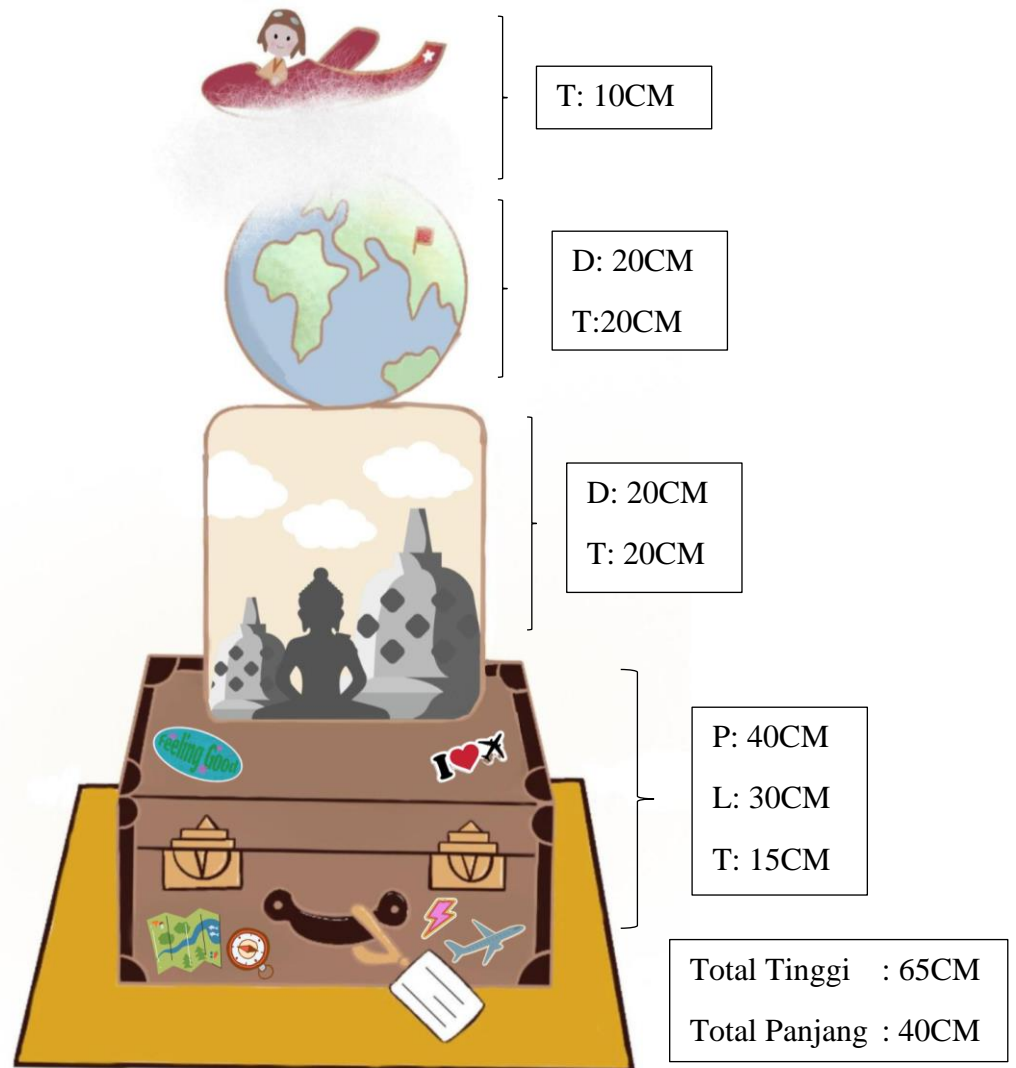 T: 10CM
D: 20CM
T:20CM
D: 20CM
T: 20CM
Feeling Good
I
P: 40CM
L: 30CM
T: 15CM
Total Tinggi : 65CM
Total Panjang : 40CM